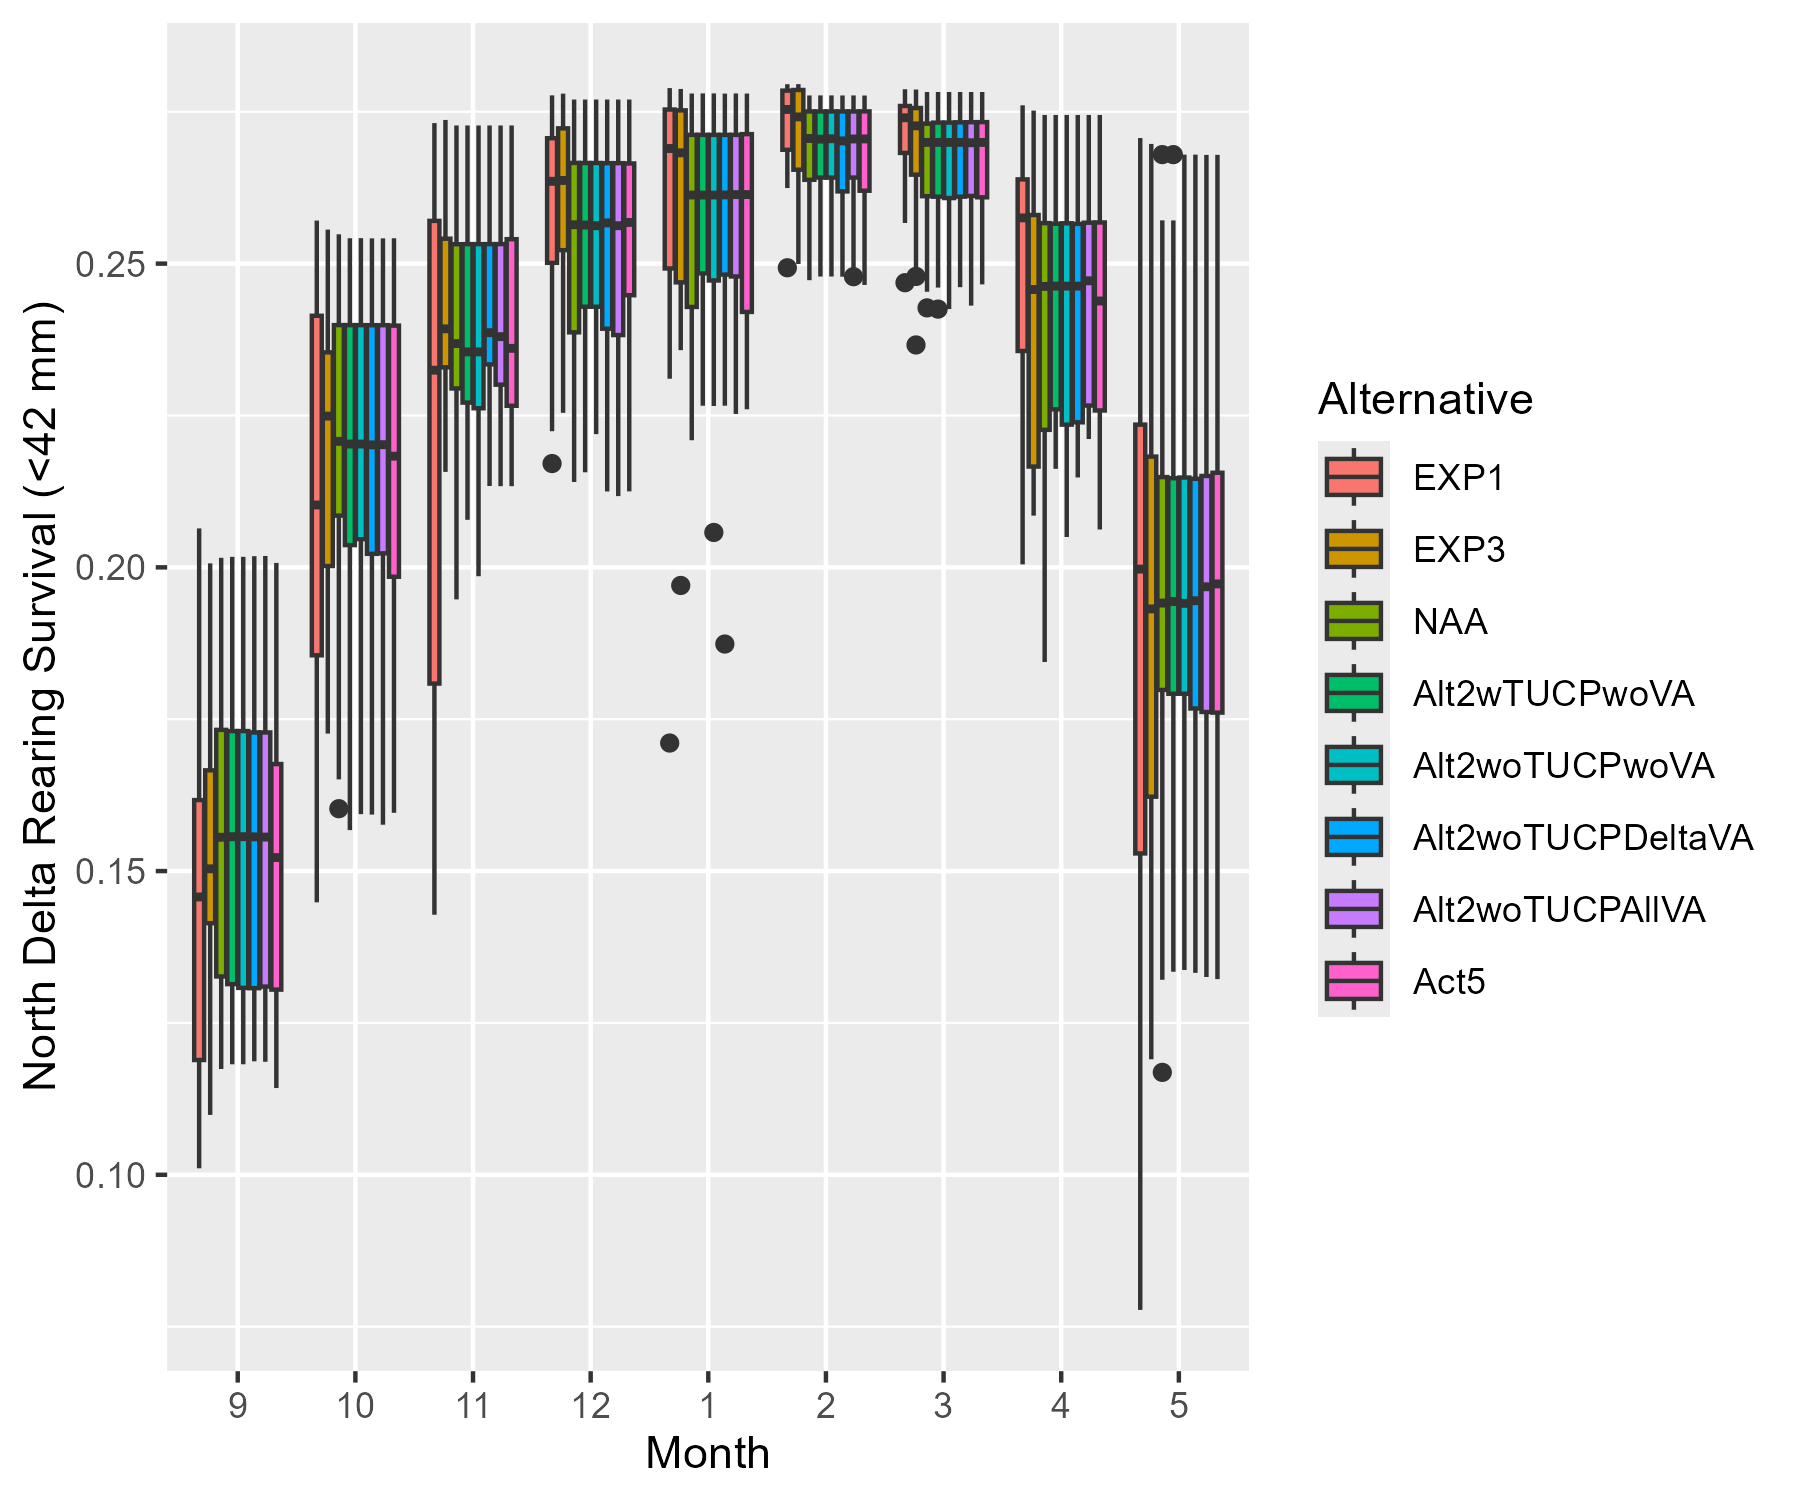 North Delta Rearing Survival (<42 mm)
0.25
0.20
0.15
0.10
9 10 11 12 1 2 3 4 5
Month
Alternative
EXP1
EXP3
NAA
Alt2wTUCPwoVA
Alt2woTUCPwoVA
Alt2woTUCPDeltaVA
Alt2woTUCPAllVA
Act5